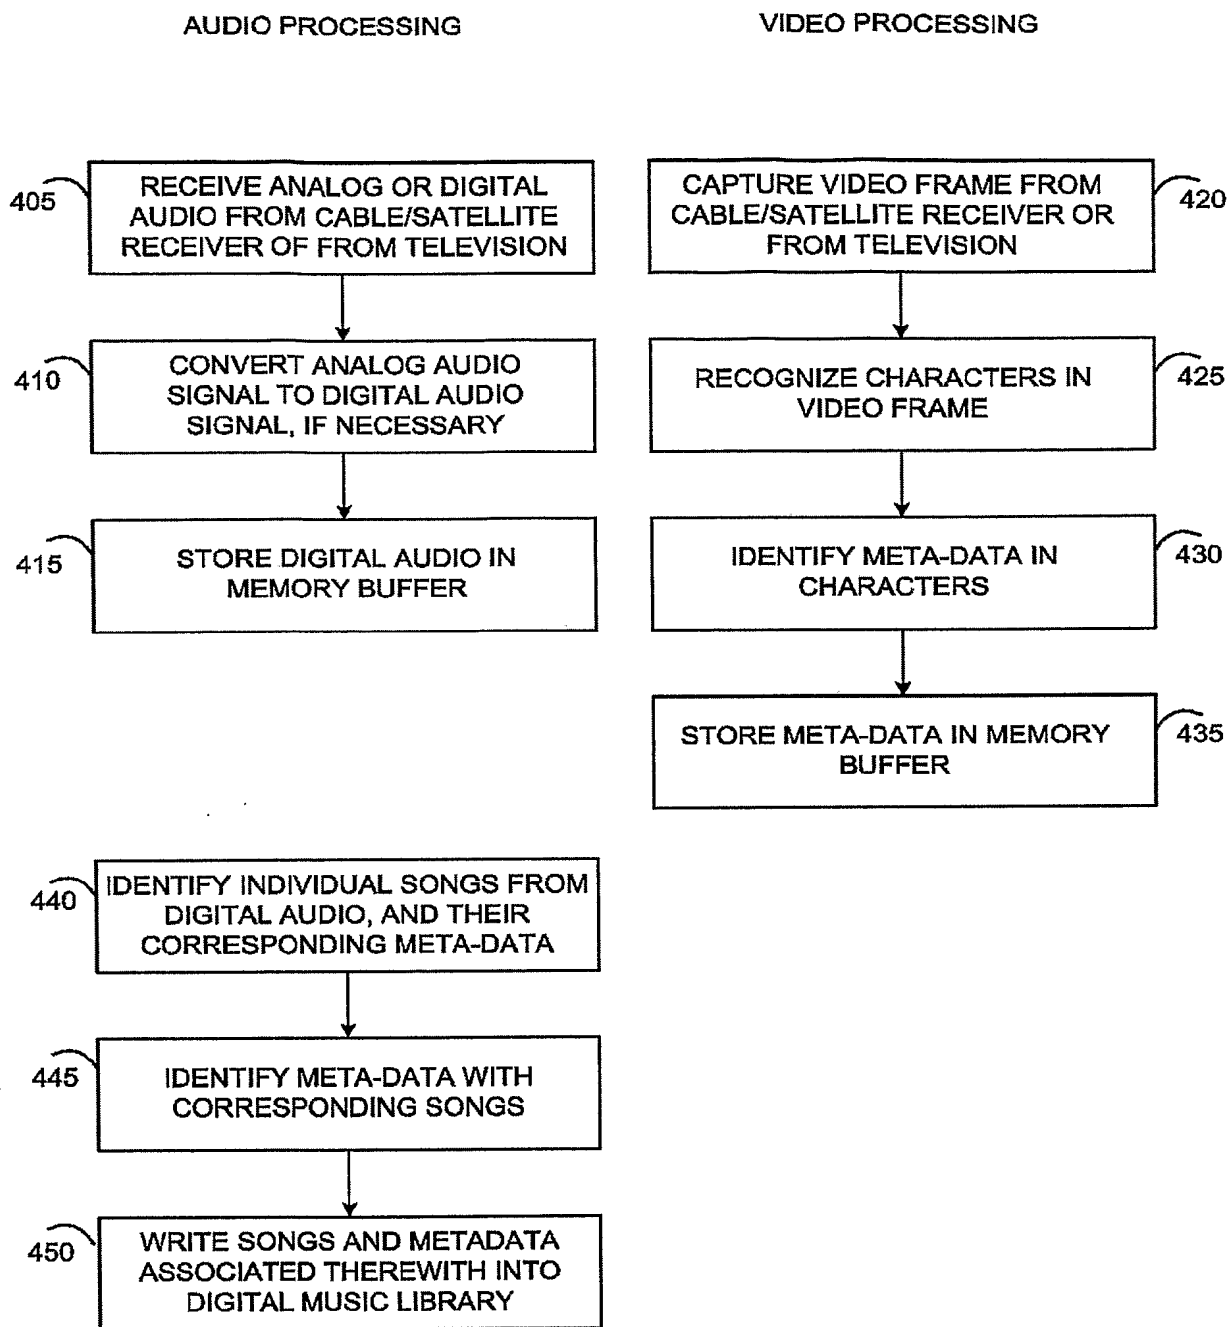 AUDIO PROCESSING
VIDEO PROCESSING
405
RECEIVE ANALOG OR DIGITAL
AUDIO FROM CABLE/SATELLITE
RECEIVER OF FROM TELEVISION
410
CONVERT ANALOG AUDIO
SIGNAL TO DIGITAL AUDIO
SIGNAL, IF NECESSARY
415
STORE DIGITAL AUDIO IN
MEMORY BUFFER
CAPTURE VIDEO FRAME FROM
CABLE/SATELLITE RECEIVER OR
FROM TELEVISION
420
RECOGNIZE CHARACTERS IN
VIDEO FRAME
425
IDENTIFY META-DATA IN
CHARACTERS
430
STORE META-DATA IN MEMORY
BUFFER
435
440
IDENTIFY INDIVIDUAL SONGS FROM
DIGITAL AUDIO, AND THEIR
CORRESPONDING META-DATA
445
IDENTIFY META-DATA WITH
CORRESPONDING SONGS
450
WRITE SONGS AND METADATA
ASSOCIATED THEREWITH INTO
DIGITAL MUSIC LIBRARY